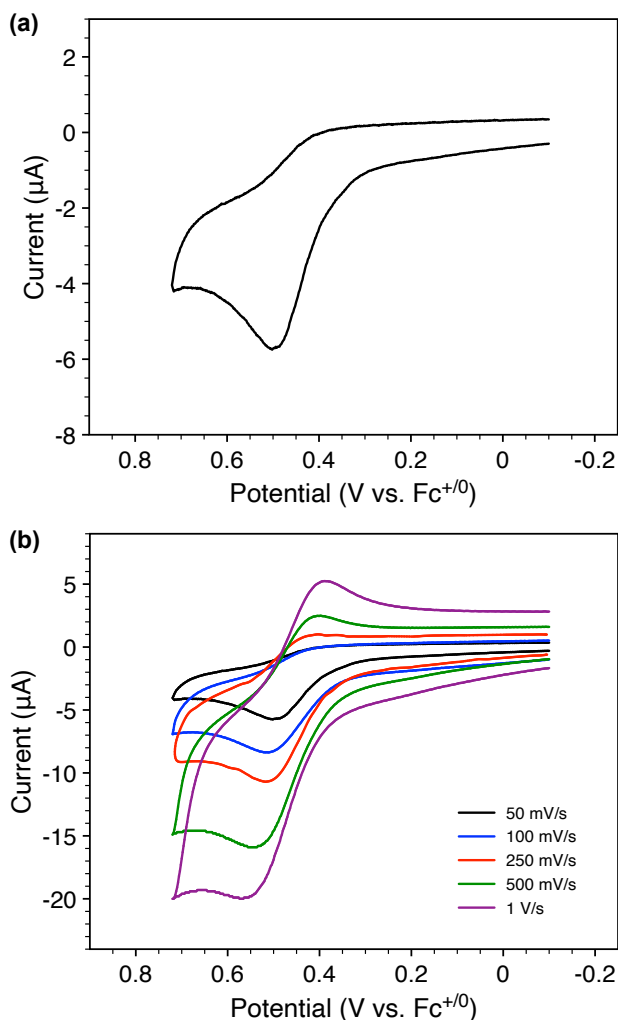 (a)
2
0
-2
-4
-6
-8
Current (µA)
0.8 0.6 0.4 0.2 0 -0.2
Potential (V vs. Fc+/0)
(b)
5
0
-5
-10
-15
-20
Current (µA)
50 mV/s
100 mV/s
250 mV/s
500 mV/s
1 V/s
0.8 0.6 0.4 0.2 0 -0.2
Potential (V vs. Fc+/0)